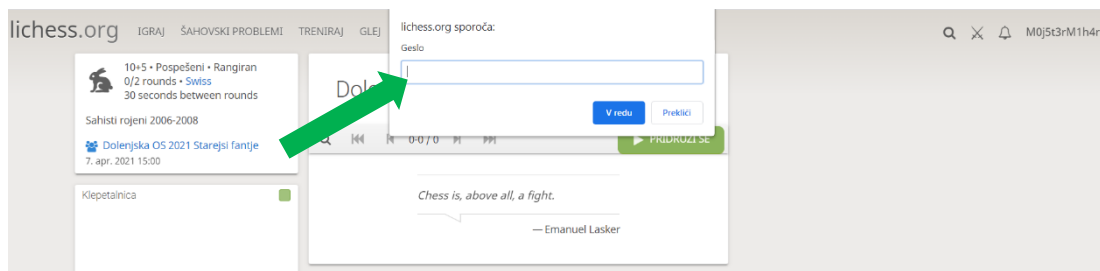 lichess.org IGRAJ ŠAHOVSKI PROBLEMI TRENIRAJ GLEJ M0j5t3rM1h4r
lichess.org sporoča:
Geslo
V redu Prekliči
10+5 • Pospešeni • Rangiran
0/2 rounds • Swiss
30 seconds between rounds
Sahisti rojeni 2006-2008
Dolenjska OS 2021 Starejsi fantje
7. apr. 2021 15:00
Klepetalnica
0-0 / 0
PRIDRUŽI SE
Chess is, above all, a fight.
— Emanuel Lasker